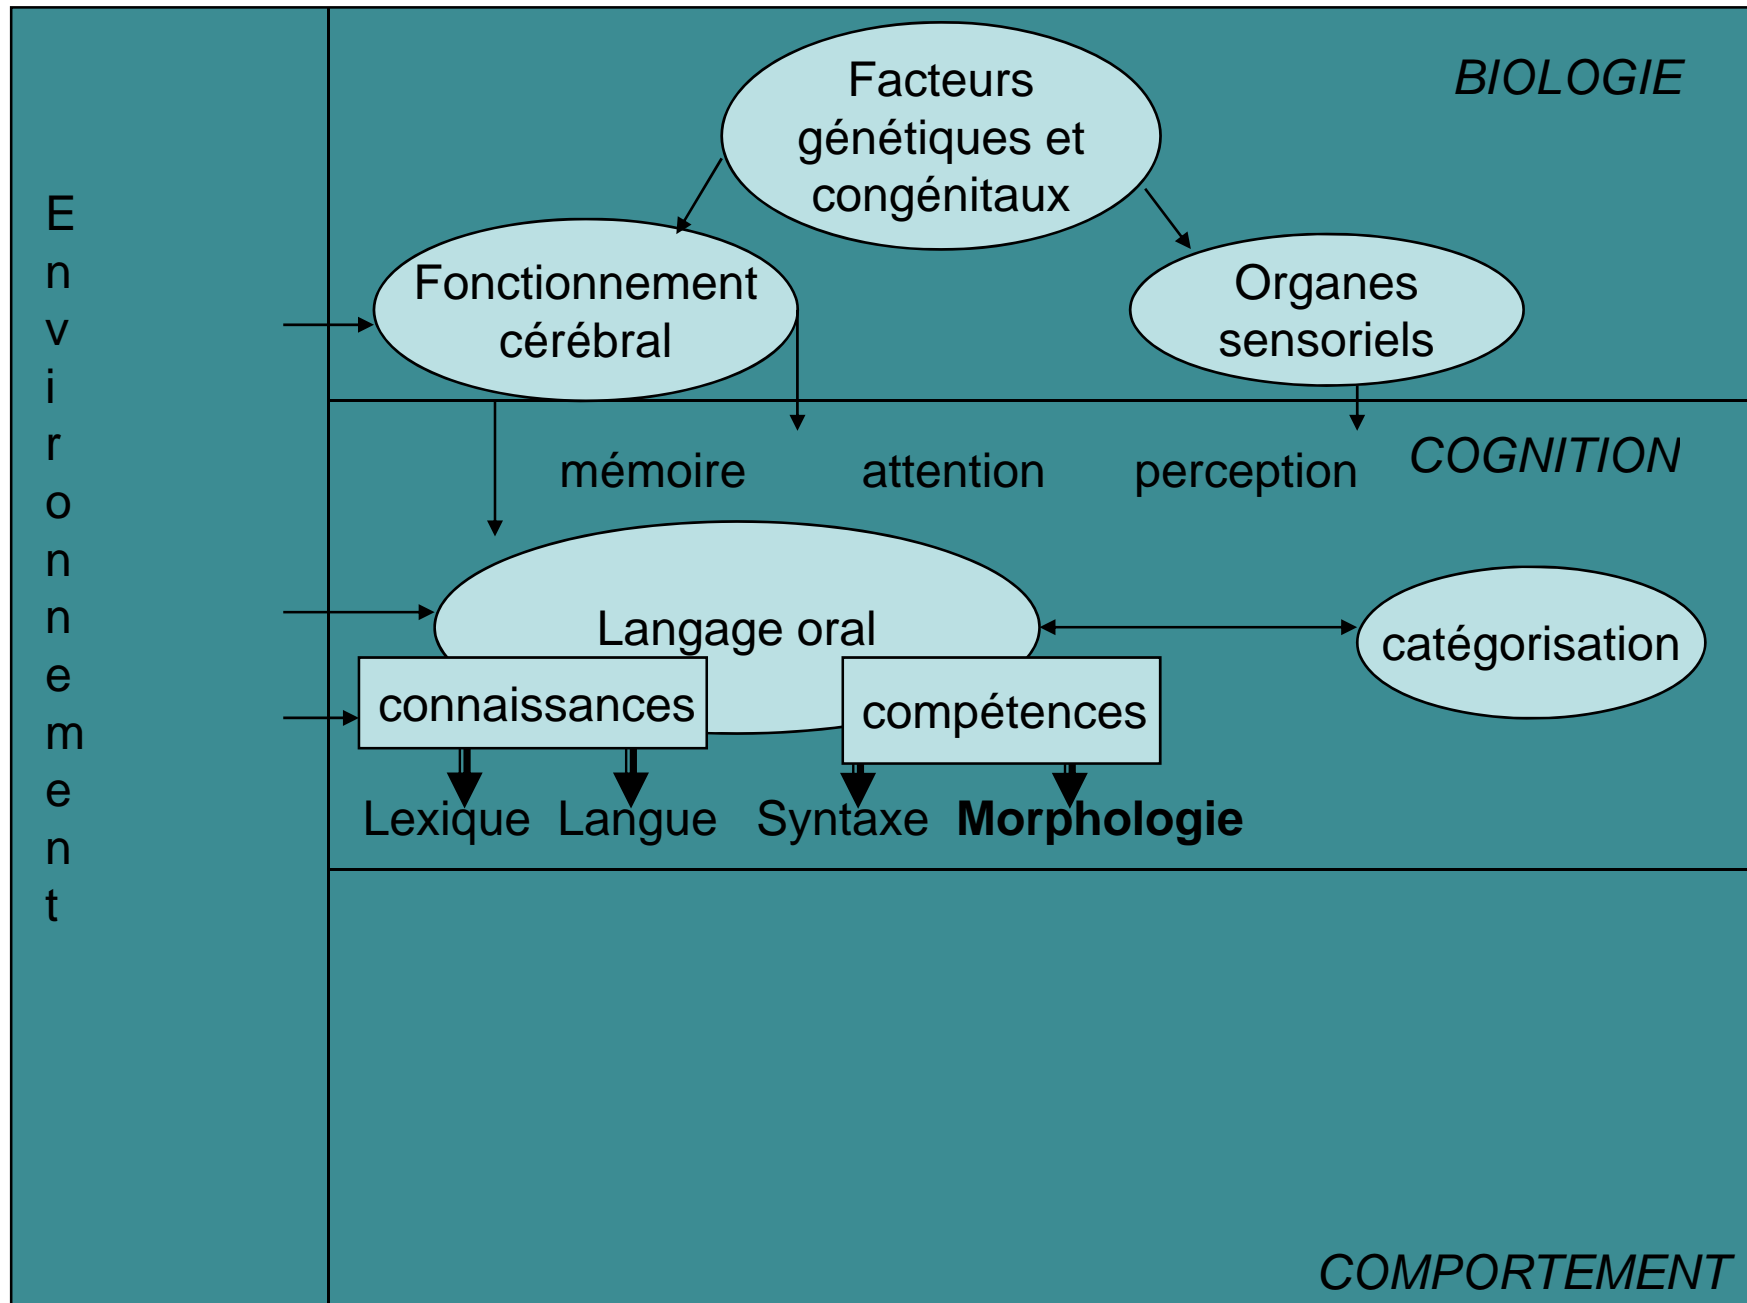 E
n
v
i
r
o
n
n
e
m
e
n
t
BIOLOGIE
Facteurs
génétiques et
congénitaux
Fonctionnement
cérébral
Organes
sensoriels
COGNITION
mémoire attention perception
Langage oral
catégorisation
connaissances
compétences
Lexique Langue Syntaxe Morphologie
COMPORTEMENT